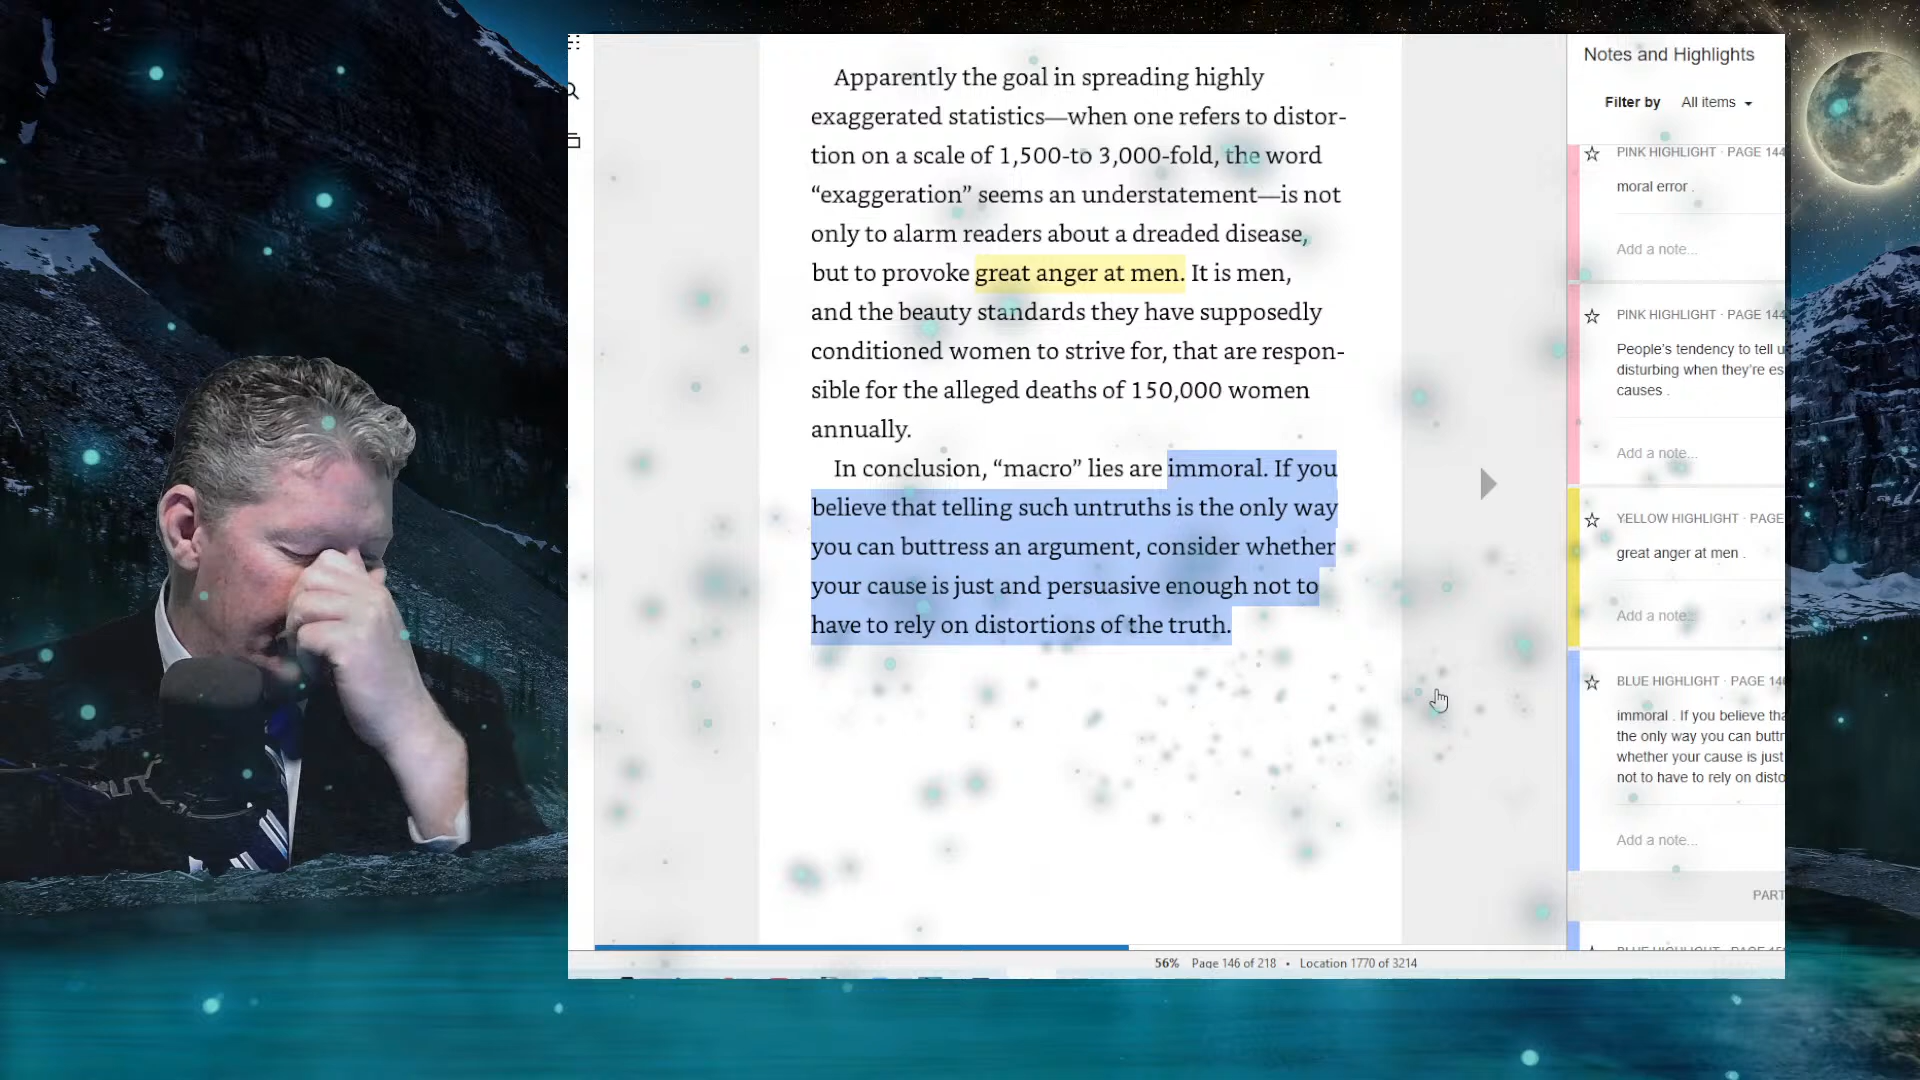 Apparently the goal in spreading highly
exaggerated statistics—when one refers to distor-
tion on a scale of 1,500-to 3,000-fold, the word
“exaggeration” seems an understatement—is not
only to alarm readers about a dreaded disease,
but to provoke great anger at men. It is men,
and the beauty standards they have supposedly
conditioned women to strive for, that are respon-
sible for the alleged deaths of 150,000 women
annually.
In conclusion, “macro” lies are immoral. If you
believe that telling such untruths is the only way
you can buttress an argument, consider whether
your cause is just and persuasive enough not to
have to rely on distortions of the truth.
56% Page 146 of 218 • Location 1770 of 3214
Notes and Highlights
Filter by All items
PINK HIGHLIGHT · PAGE 144
moral error .
Add a note...
PINK HIGHLIGHT · PAGE 144
People’s tendency to tell
disturbing when they’re
causes .
Add a note...
YELLOW HIGHLIGHT · PAGE
great anger at men .
Add a note...
BLUE HIGHLIGHT · PAGE
immoral . If you believe
the only way you can
whether your cause is just
not to have to rely on
Add a note...
PART
BLUE HIGHLIGHT · PAGE